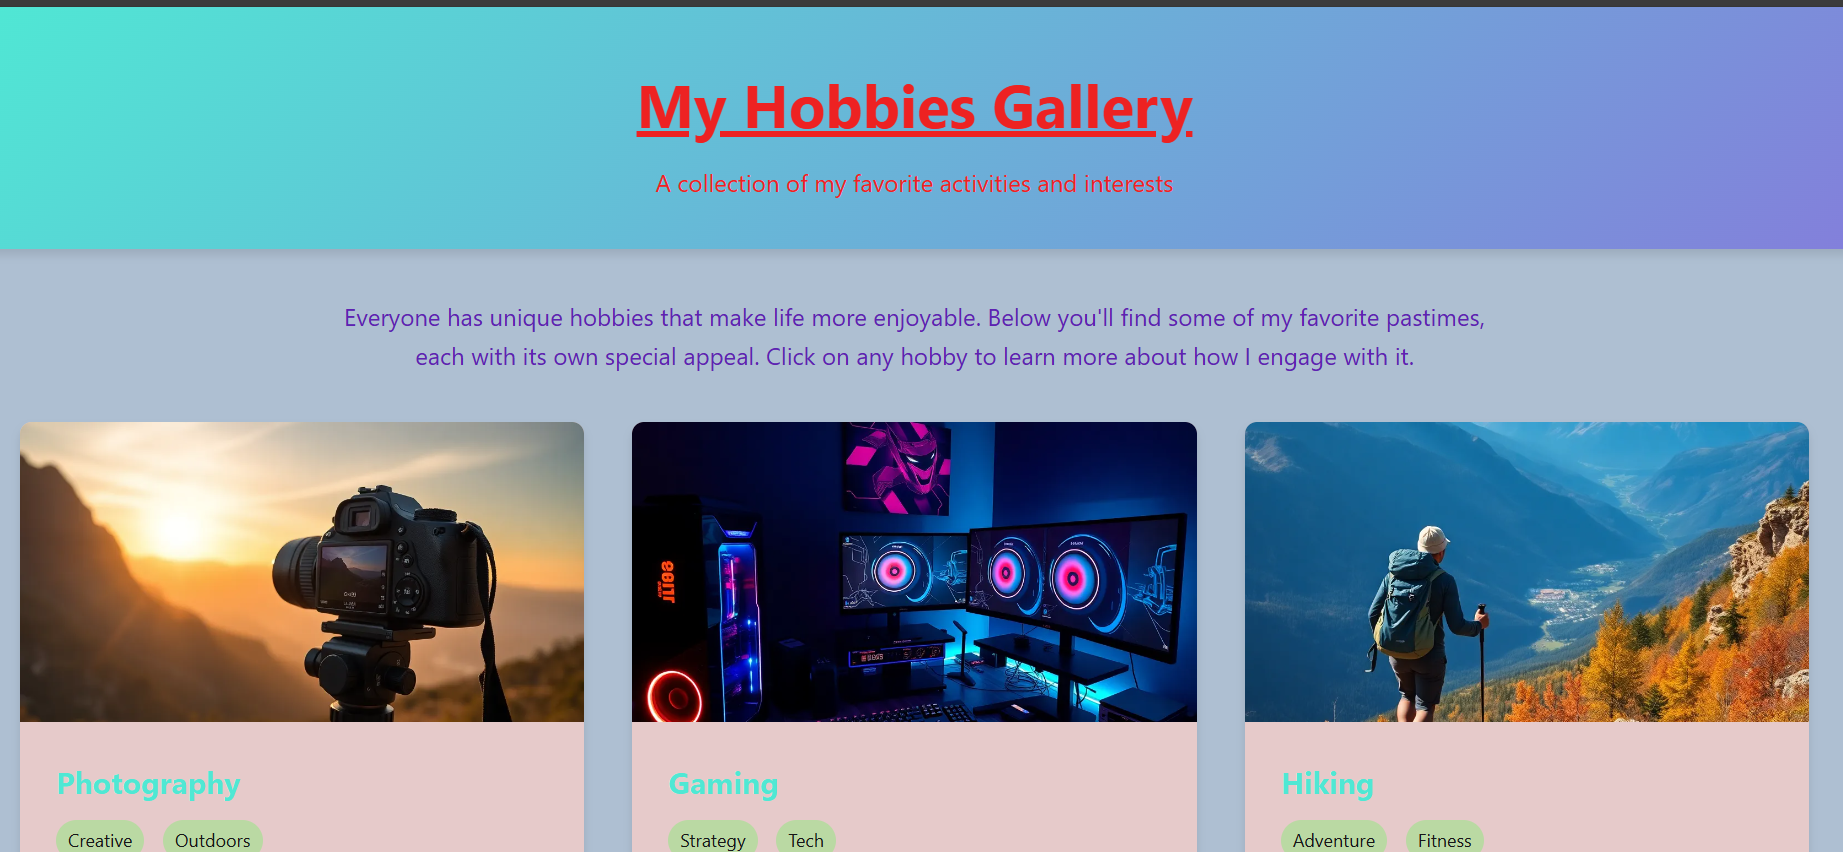 My Hobbies Gallery
A collection of my favorite activities and interests
Everyone has unique hobbies that make life more enjoyable. Below you'll find some of my favorite pastimes,
each with its own special appeal. Click on any hobby to learn more about how I engage with it.
Photography
Gaming
Hiking
Creative Outdoors
Strategy Tech
Adventure Fitness